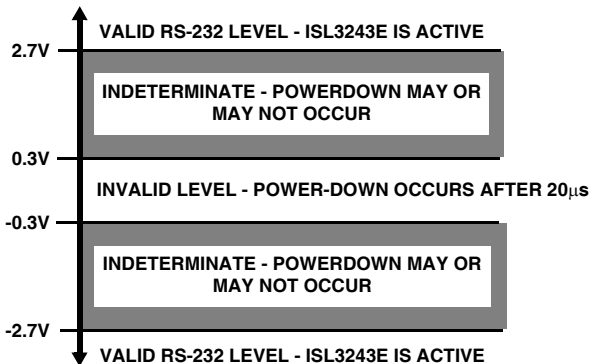 VALID RS-232 LEVEL - ISL3243E IS ACTIVE
2.7V
INDETERMINATE - POWERDOWN MAY OR
MAY NOT OCCUR
0.3V
INVALID LEVEL - POWER-DOWN OCCURS AFTER 20μs
-0.3V
INDETERMINATE - POWERDOWN MAY OR
MAY NOT OCCUR
-2.7V
VALID RS-232 LEVEL - ISL3243E IS ACTIVE